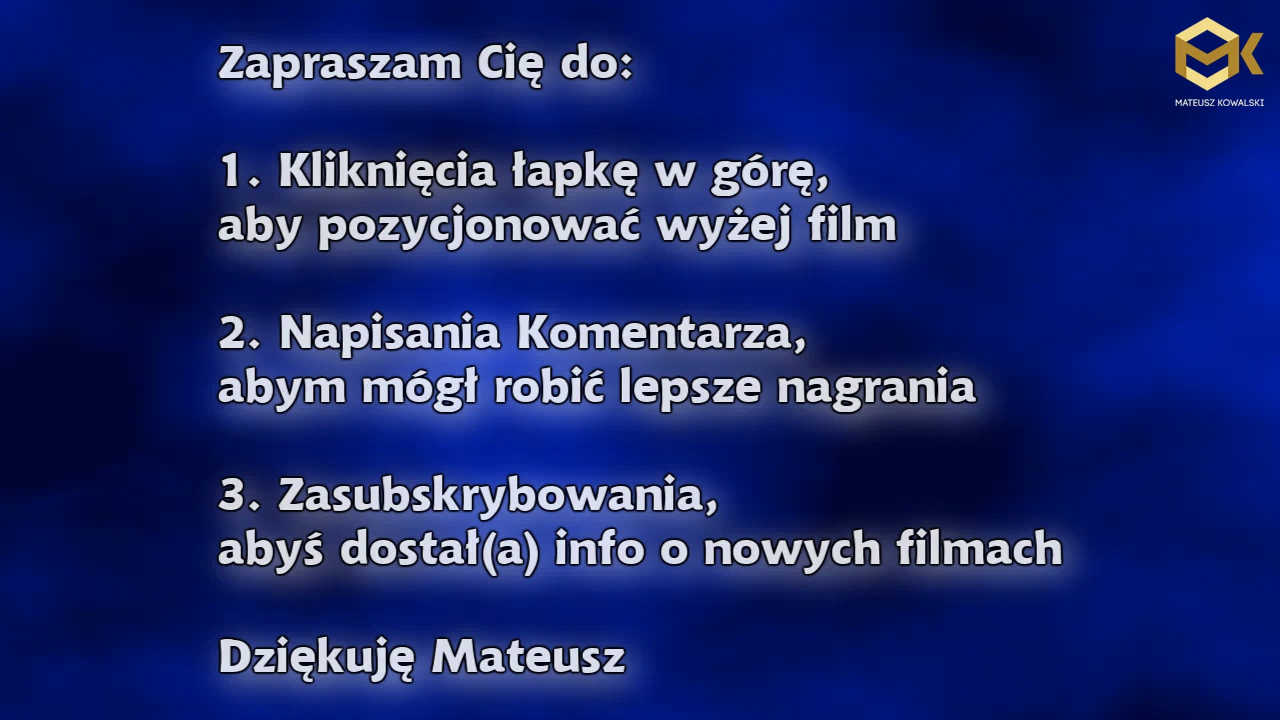 Zapraszam Cię do:
1. Kliknięcia łapkę w górę,
aby pozycjonować wyżej film
2. Napisania Komentarza,
abym mógł robić lepsze nagrania
3. Zasubskrybowania,
abyś dostał(a) info o nowych filmach
Dziękuję Mateusz
MK
MATEUSZ KOWALSKI